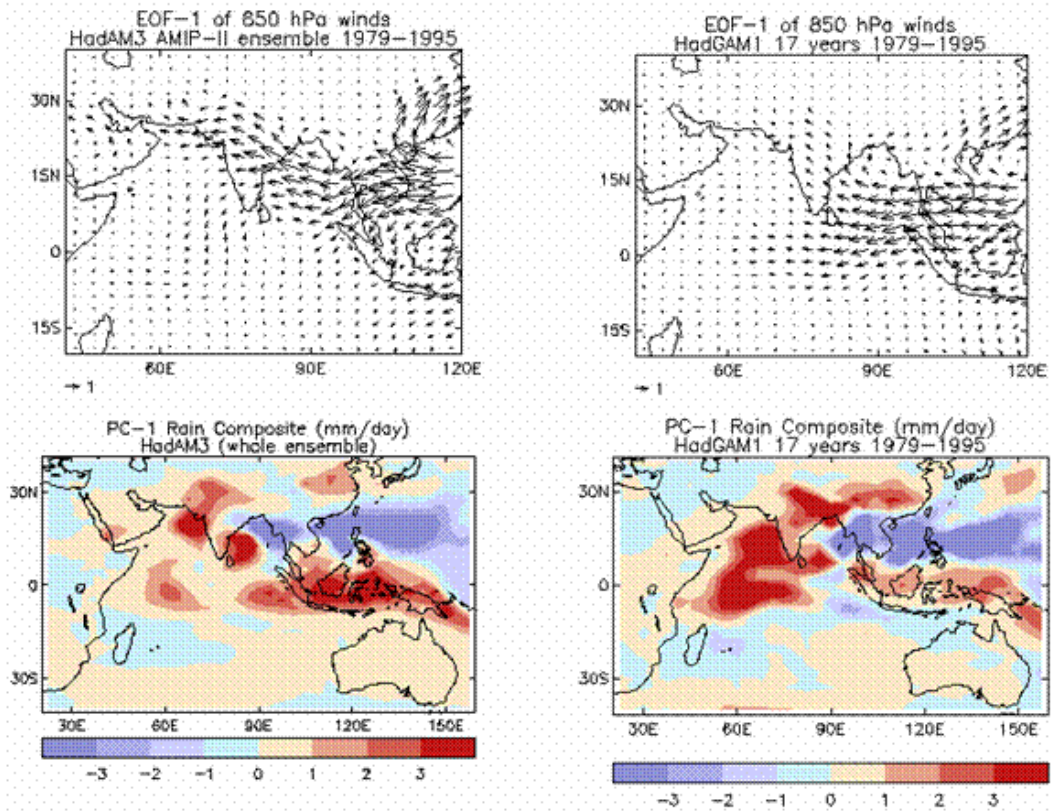 EOF-1 of 850 hPa winds
HadAM3 AMIP-II ensemble 1979-1995
30N
15N
0
15S
60E
90E
120E
1
EOF-1 of 850 hPa winds
HadGAM1 17 years 1979-1995
30N
15N
0
15S
60E
90E
120E
1
PC-1 Rain Composite (mm/day)
HadAM3 (whole ensemble)
30N
0
30S
30E
60E
90E
120E
150E
-3 -2 -1 0 1 2 3
PC-1 Rain Composite (mm/day)
HadGAM1 17 years 1979-1995
30N
0
30S
30E
60E
90E
120E
150E
-3 -2 -1 0 1 2 3